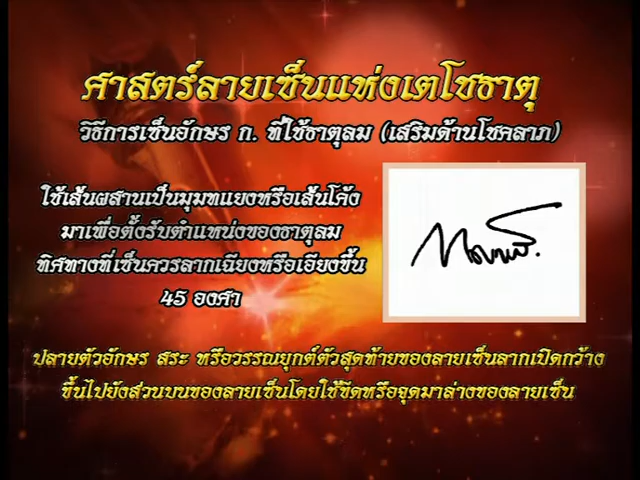 ศาสตร์ลายเซ็นแห่งเตโชธาตุ
วิธีการเซ็นอักษร ก. ที่ใช้ธาตุลม (เสริมด้านโชคลาภ)
ใช้เส้นผสานเป็นมุมทแยงหรือเส้นโค้ง
มาเพื่อตั้งรับตำแหน่งของธาตุลม
ทิศทางที่เซ็นควรลากเฉียงหรือเอียงขึ้น
45 องศา
ปลายตัวอักษร สระ หรือวรรณยุกต์ตัวสุดท้ายของลายเซ็นลากเปิดกว้าง
ขึ้นไปยังส่วนบนของลายเซ็นโดยใช้ขีดหรือจุดมาล่างของลายเซ็น